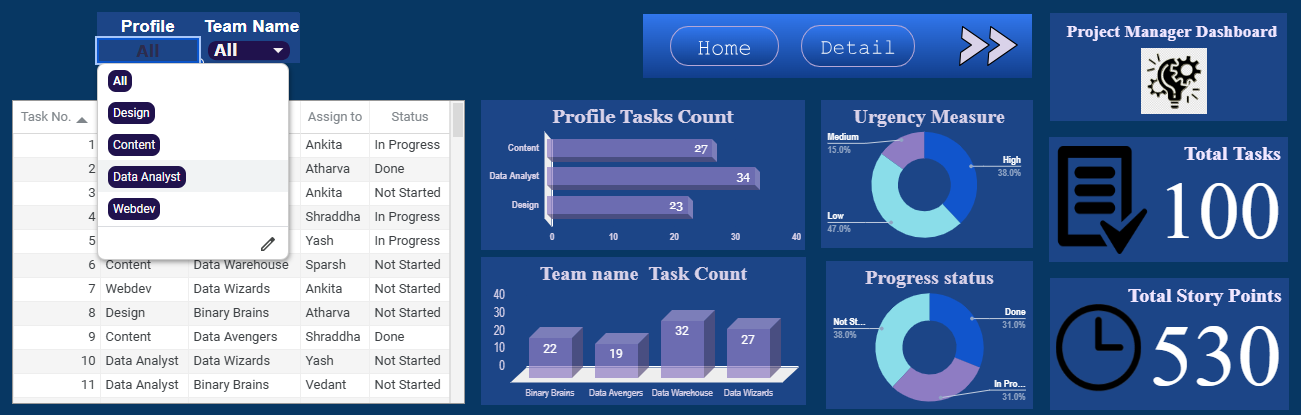 Profile Team Name
All All
All
Design
Content
Data Analyst
Webdev
Home Detail
Project Manager Dashboard
Task No. Assign to Status
1 Ankita In Progress
2 Atharva Done
3 Ankita Not Started
4 Shraddha In Progress
5 Yash In Progress
6 Content Data Warehouse Sparsh Not Started
7 Webdev Data Wizards Ankita Not Started
8 Design Binary Brains Atharva Not Started
9 Content Data Avengers Shraddha Done
10 Data Analyst Data Wizards Yash Not Started
11 Data Analyst Binary Brains Vedant Not Started
Profile Tasks Count
Content 27
Data Analyst 34
Design 23
0 10 20 30 40
Urgency Measure
Medium
15.0%
High
38.0%
Low
47.0%
Total Tasks
100
Team name Task Count
40
30
20
10
0
22 19 32 27
Binary Brains Data Avengers Data Warehouse Data Wizards
Progress status
Done
31.0%
Not St...
38.0%
In Pro...
31.0%
Total Story Points
530